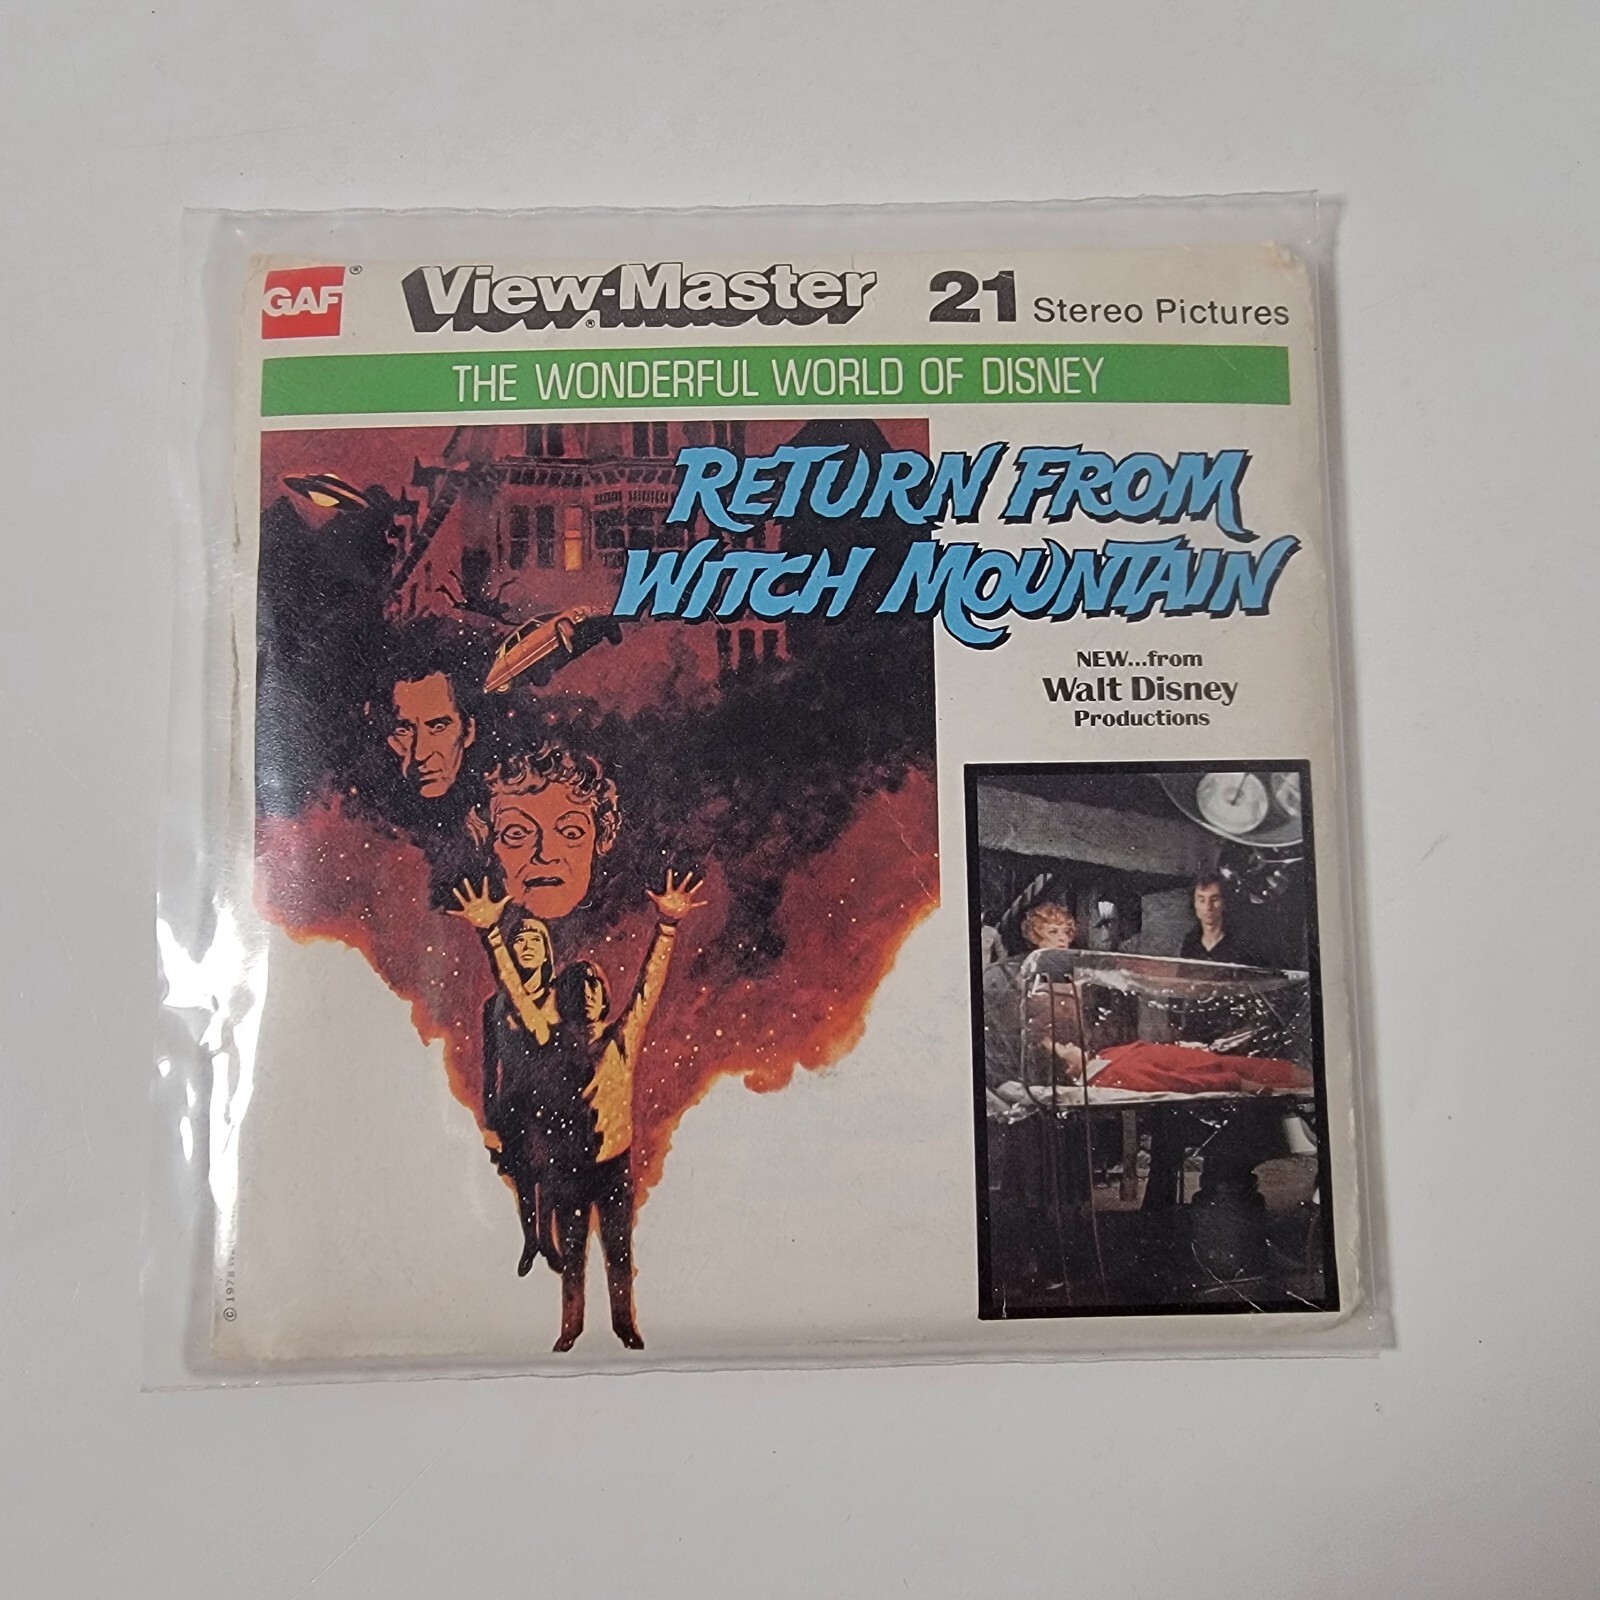 GAF®
View-Master®
21 Stereo Pictures
THE WONDERFUL WORLD OF DISNEY
RETURN FROM
WITCH MOUNTAIN
NEW...from
Walt Disney
Productions
© 1978